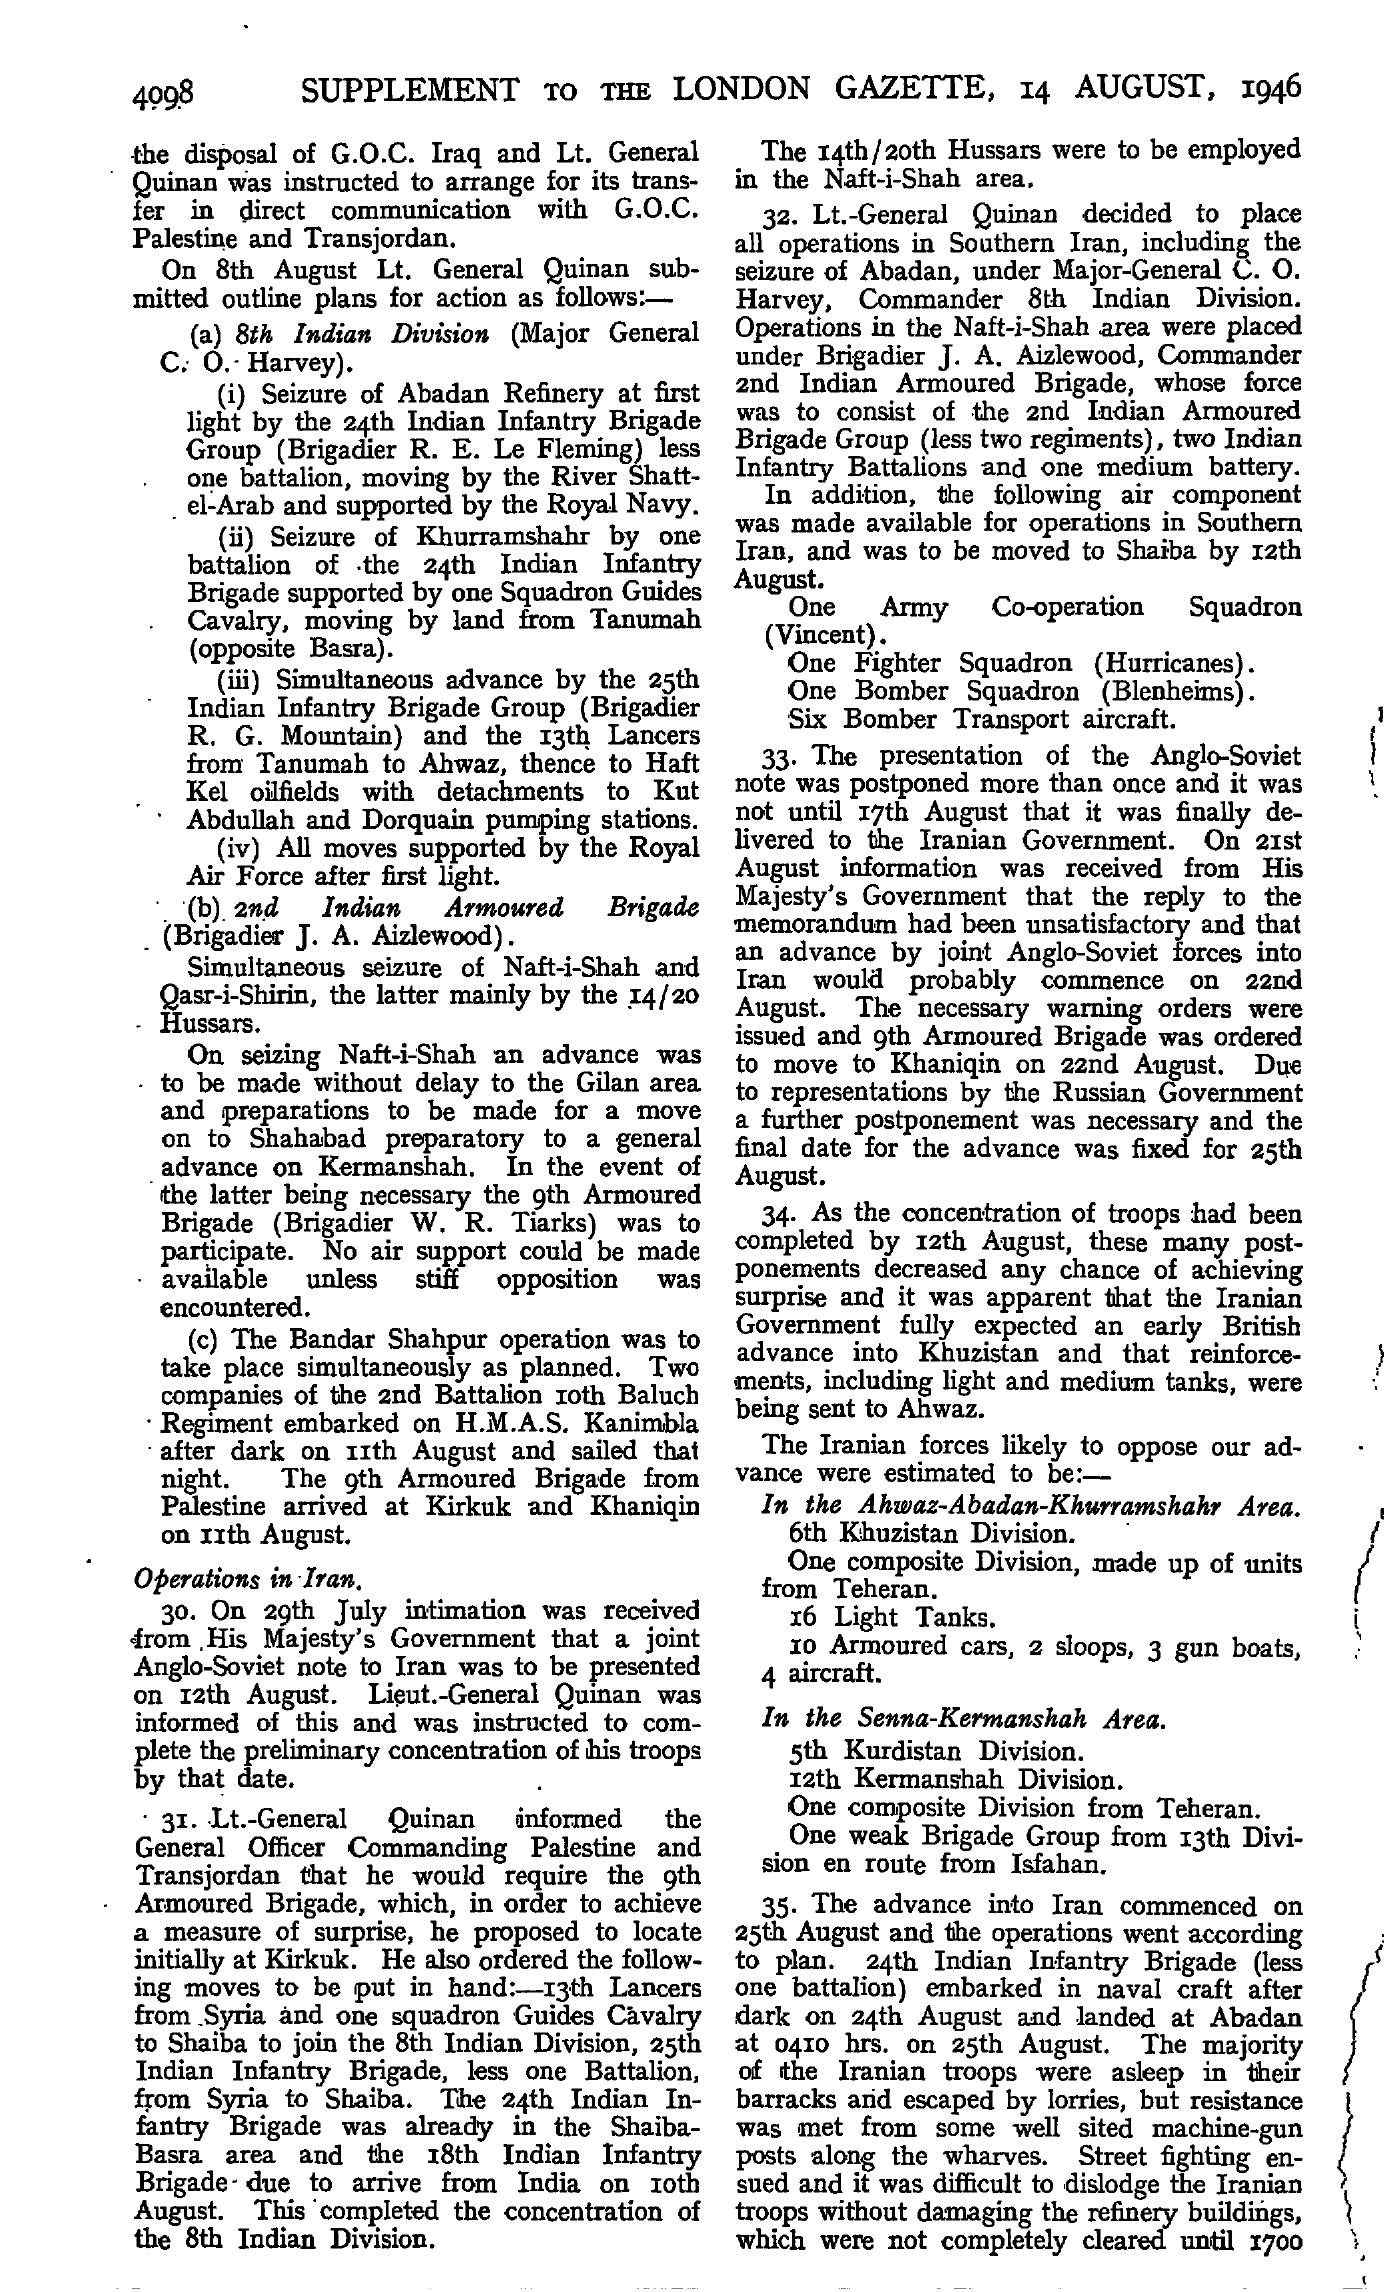 4098 SUPPLEMENT TO THE LONDON GAZETTE, 14 AUGUST, 1946
the disposal of G.O.C. Iraq and Lt. General
Quinan was instructed to arrange for its trans-
fer in direct communication with G.O.C.
Palestine and Transjordan.
On 8th August Lt. General Quinan sub-
mitted outline plans for action as follows:—
(a) 8th Indian Division (Major General
C. O. Harvey).
(i) Seizure of Abadan Refinery at first
light by the 24th Indian Infantry Brigade
Group (Brigadier R. E. Le Fleming) less
one battalion, moving by the River Shatt-
el-Arab and supported by the Royal Navy.
(ii) Seizure of Khurramshahr by one
battalion of the 24th Indian Infantry
Brigade supported by one Squadron Guides
Cavalry, moving by land from Tanumah
(opposite Basra).
(iii) Simultaneous advance by the 25th
Indian Infantry Brigade Group (Brigadier
R. G. Mountain) and the 13th Lancers
from Tanumah to Ahwaz, thence to Haft
Kel oilfields with detachments to Kut
Abdullah and Dorquain pumping stations.
(iv) All moves supported by the Royal
Air Force after first light.
(b) 2nd Indian Armoured Brigade
(Brigadier J. A. Aizlewood).
Simultaneous seizure of Naft-i-Shah and
Qasr-i-Shirin, the latter mainly by the 14/20
Hussars.
On seizing Naft-i-Shah an advance was
to be made without delay to the Gilan area
and preparations to be made for a move
on to Shahabad preparatory to a general
advance on Kermanshah. In the event of
the latter being necessary the 9th Armoured
Brigade (Brigadier W. R. Tiarks) was to
participate. No air support could be made
available unless stiff opposition was
encountered.
(c) The Bandar Shahpur operation was to
take place simultaneously as planned. Two
companies of the 2nd Battalion 10th Baluch
Regiment embarked on H.M.A.S. Kanimbla
after dark on 11th August and sailed that
night. The 9th Armoured Brigade from
Palestine arrived at Kirkuk and Khaniqin
on 11th August.
Operations in Iran.
30. On 29th July intimation was received
from His Majesty's Government that a joint
Anglo-Soviet note to Iran was to be presented
on 12th August. Lieut.-General Quinan was
informed of this and was instructed to com-
plete the preliminary concentration of his troops
by that date.
31. Lt.-General Quinan informed the
General Officer Commanding Palestine and
Transjordan that he would require the 9th
Armoured Brigade, which, in order to achieve
a measure of surprise, he proposed to locate
initially at Kirkuk. He also ordered the follow-
ing moves to be put in hand:—13th Lancers
from Syria and one squadron Guides Cavalry
to Shaiba to join the 8th Indian Division, 25th
Indian Infantry Brigade, less one Battalion,
from Syria to Shaiba. The 24th Indian In-
fantry Brigade was already in the Shaiba-
Basra area and the 18th Indian Infantry
Brigade due to arrive from India on 10th
August. This completed the concentration of
the 8th Indian Division.
The 14th/20th Hussars were to be employed
in the Naft-i-Shah area.
32. Lt.-General Quinan decided to place
all operations in Southern Iran, including the
seizure of Abadan, under Major-General C. O.
Harvey, Commander 8th Indian Division.
Operations in the Naft-i-Shah area were placed
under Brigadier J. A. Aizlewood, Commander
2nd Indian Armoured Brigade, whose force
was to consist of the 2nd Indian Armoured
Brigade Group (less two regiments), two Indian
Infantry Battalions and one medium battery.
In addition, the following air component
was made available for operations in Southern
Iran, and was to be moved to Shaiba by 12th
August.
One Army Co-operation Squadron
(Vincent).
One Fighter Squadron (Hurricanes).
One Bomber Squadron (Blenheims).
Six Bomber Transport aircraft.
33. The presentation of the Anglo-Soviet
note was postponed more than once and it was
not until 17th August that it was finally de-
livered to the Iranian Government. On 21st
August information was received from His
Majesty's Government that the reply to the
memorandum had been unsatisfactory and that
an advance by joint Anglo-Soviet forces into
Iran would probably commence on 22nd
August. The necessary warning orders were
issued and 9th Armoured Brigade was ordered
to move to Khaniqin on 22nd August. Due
to representations by the Russian Government
a further postponement was necessary and the
final date for the advance was fixed for 25th
August.
34. As the concentration of troops had been
completed by 12th August, these many post-
ponements decreased any chance of achieving
surprise and it was apparent that the Iranian
Government fully expected an early British
advance into Khuzistan and that reinforce-
ments, including light and medium tanks, were
being sent to Ahwaz.
The Iranian forces likely to oppose our ad-
vance were estimated to be:—
In the Ahwaz-Abadan-Khurramshahr Area.
6th Khuzistan Division.
One composite Division, made up of units
from Teheran.
16 Light Tanks.
10 Armoured cars, 2 sloops, 3 gun boats,
4 aircraft.
In the Senna-Kermanshah Area.
5th Kurdistan Division.
12th Kermanshah Division.
One composite Division from Teheran.
One weak Brigade Group from 13th Divi-
sion en route from Isfahan.
35. The advance into Iran commenced on
25th August and the operations went according
to plan. 24th Indian Infantry Brigade (less
one battalion) embarked in naval craft after
dark on 24th August and landed at Abadan
at 0410 hrs. on 25th August. The majority
of the Iranian troops were asleep in their
barracks and escaped by lorries, but resistance
was met from some well sited machine-gun
posts along the wharves. Street fighting en-
sued and it was difficult to dislodge the Iranian
troops without damaging the refinery buildings,
which were not completely cleared until 1700